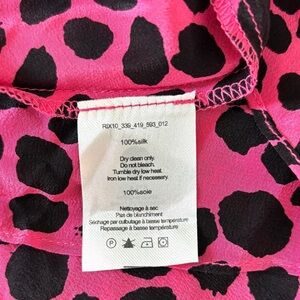 RIX10_339_419_593_012
100%silk
Dry clean only.
Do not bleach.
Tumble dry low heat.
Iron low heat if necessary.
100%soie
Nettoyage à sec
Pas de blanchiment
Séchage par culbutage à basse température
Repassage à basse température